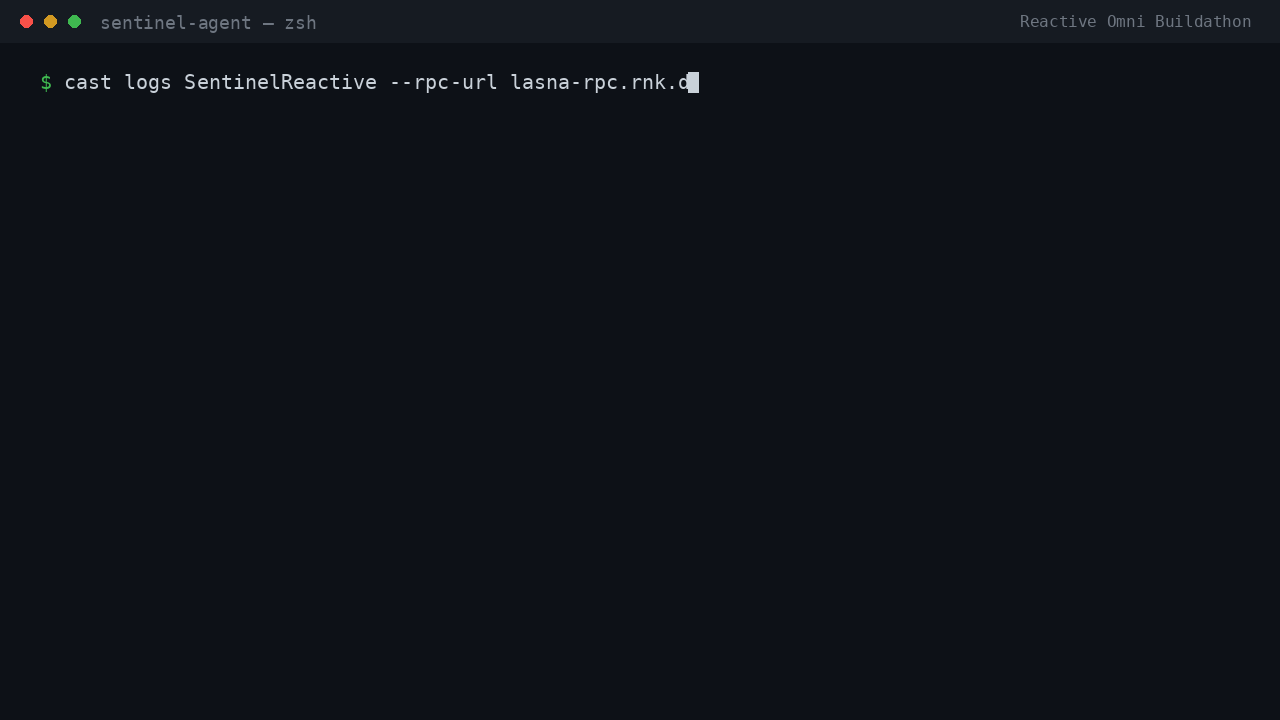 sentinel-agent — zsh
Reactive Omni Buildathon
$ cast logs SentinelReactive --rpc-url lasna-rpc.rnk.d